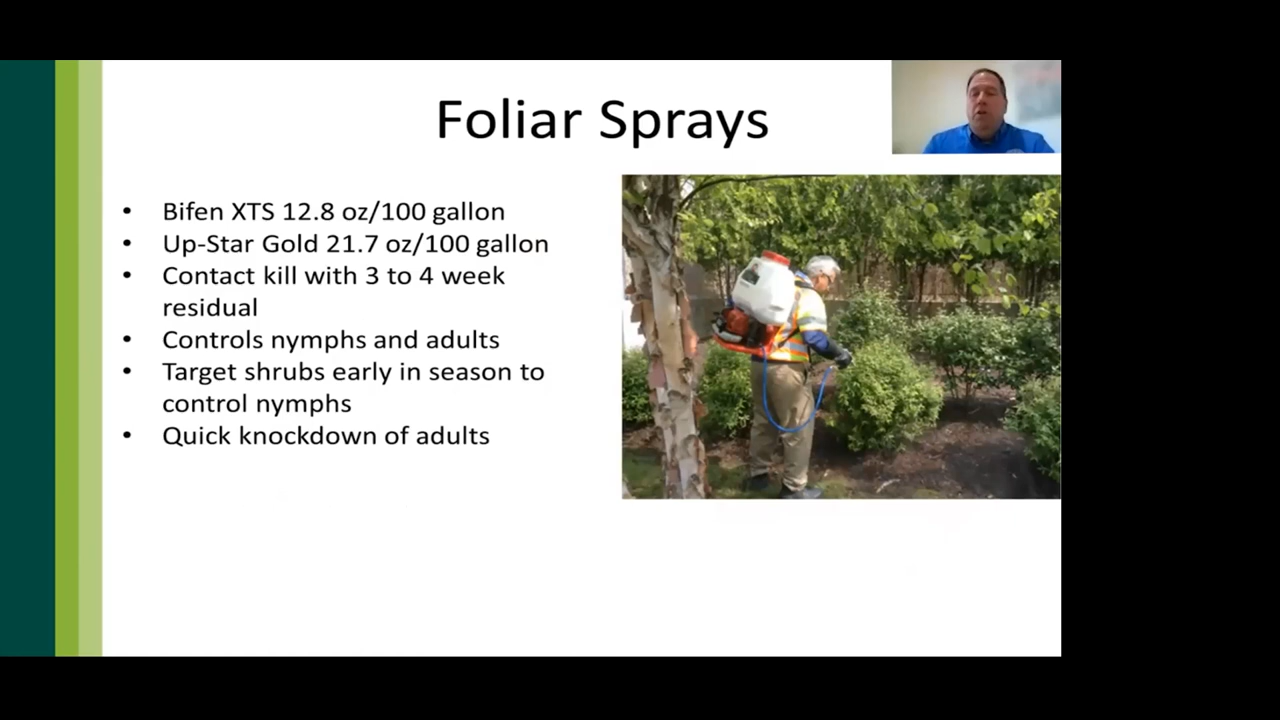 Foliar Sprays
• Bifen XTS 12.8 oz/100 gallon
• Up-Star Gold 21.7 oz/100 gallon
• Contact kill with 3 to 4 week
residual
• Controls nymphs and adults
• Target shrubs early in season to
control nymphs
• Quick knockdown of adults